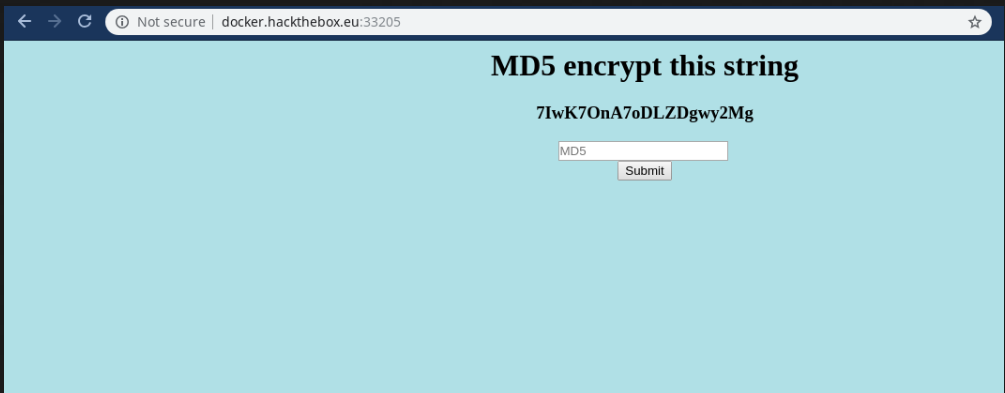 Not secure | docker.hackthebox.eu:33205
MD5 encrypt this string
7IwK7OnA7oDLZDgwy2Mg
MD5
Submit